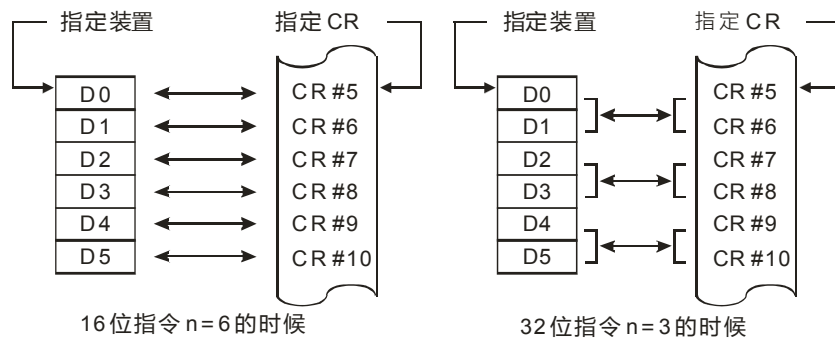 指定装置 指定CR
D0 CR#5
D1 CR#6
D2 CR#7
D3 CR#8
D4 CR#9
D5 CR#10
16位指令n=6的时候
指定装置 指定CR
D0 CR#5
D1 CR#6
D2 CR#7
D3 CR#8
D4 CR#9
D5 CR#10
32位指令n=3的时候